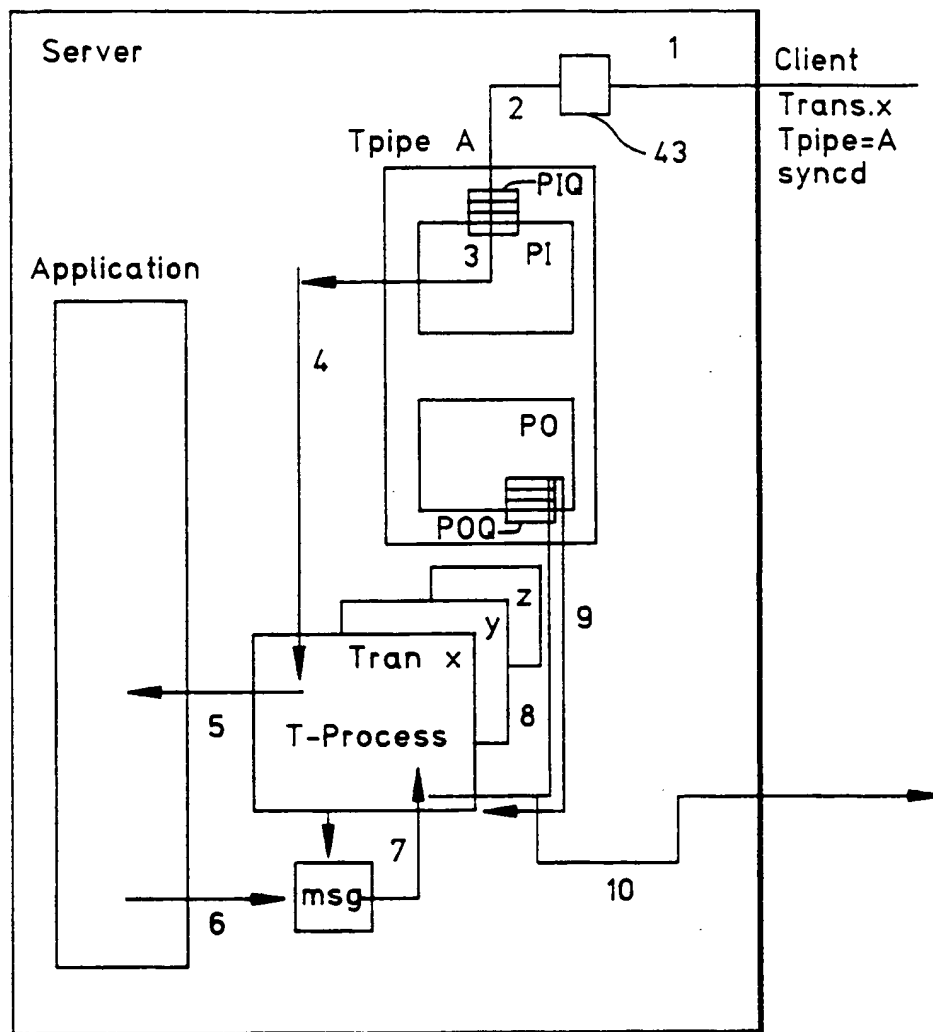 Server
1
Client
2
Trans.x
Tpipe A
43
Tpipe=A
syncd
PIQ
3
PI
Application
4
PO
POQ
z
9
y
Tran x
5
8
T-Process
7
msg
6
10